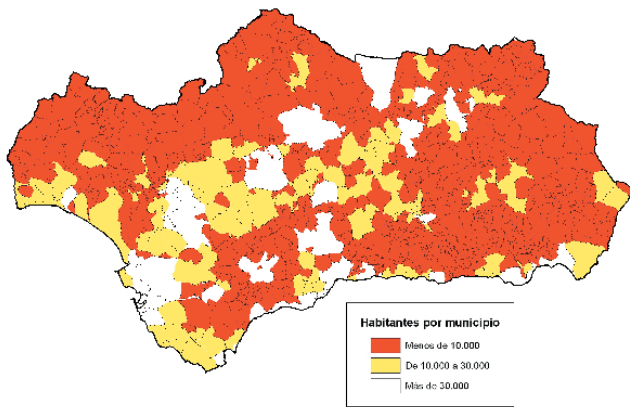 Habitantes por municipio
Menos de 10.000
De 10.000 a 30.000
Más de 30.000